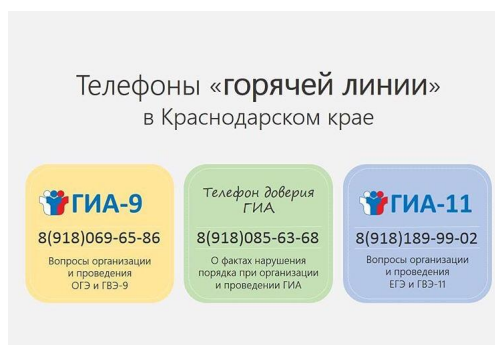 Телефоны «горячей линии»
в Краснодарском крае
ГИА-9
8(918)069-65-86
Вопросы организации
и проведения
ОГЭ и ГВЭ-9
Телефон доверия
ГИА
8(918)085-63-68
О фактах нарушения
порядка при организации
и проведении ГИА
ГИА-11
8(918)189-99-02
Вопросы организации
и проведения
ЕГЭ и ГВЭ-11